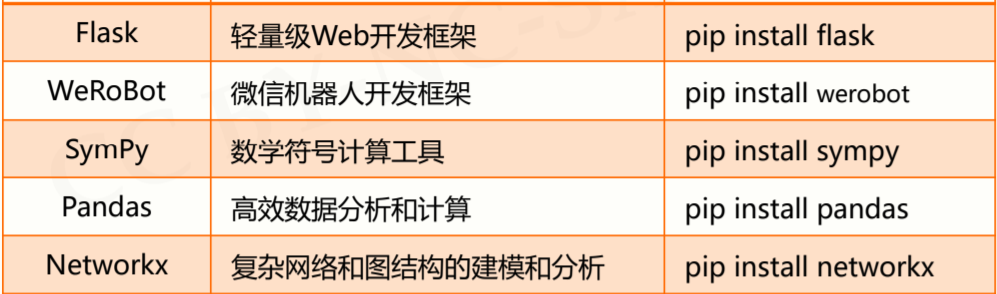 Flask 轻量级Web开发框架 pip install flask
WeRoBot 微信机器人开发框架 pip install werobot
SymPy 数学符号计算工具 pip install sympy
Pandas 高效数据分析和计算 pip install pandas
Networkx 复杂网络和图结构的建模和分析 pip install networkx
CC BY NC-S